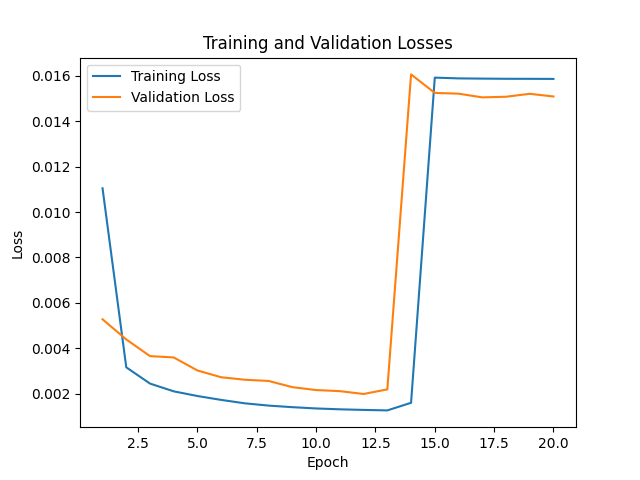 Training and Validation Losses
Training Loss
Validation Loss
0.016
0.014
0.012
0.010
0.008
0.006
0.004
0.002
Loss
2.5 5.0 7.5 10.0 12.5 15.0 17.5 20.0
Epoch